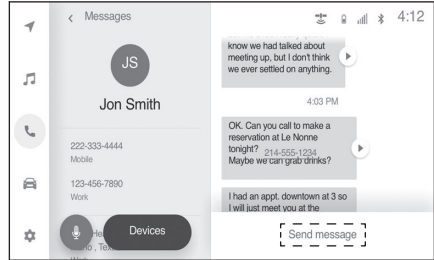 Messages
4:12
JS
Jon Smith
222-333-4444
Mobile
123-456-7890
Work
Devices
know we had talked about
meeting up, but I don't think
we ever settled on anything.
4:03 PM
OK. Can you call to make a
reservation at Le Nonne
tonight? 214-555-1234
Maybe we can grab drinks?
I had an appt. downtown at 3 so
I will just meet you at the
Send message